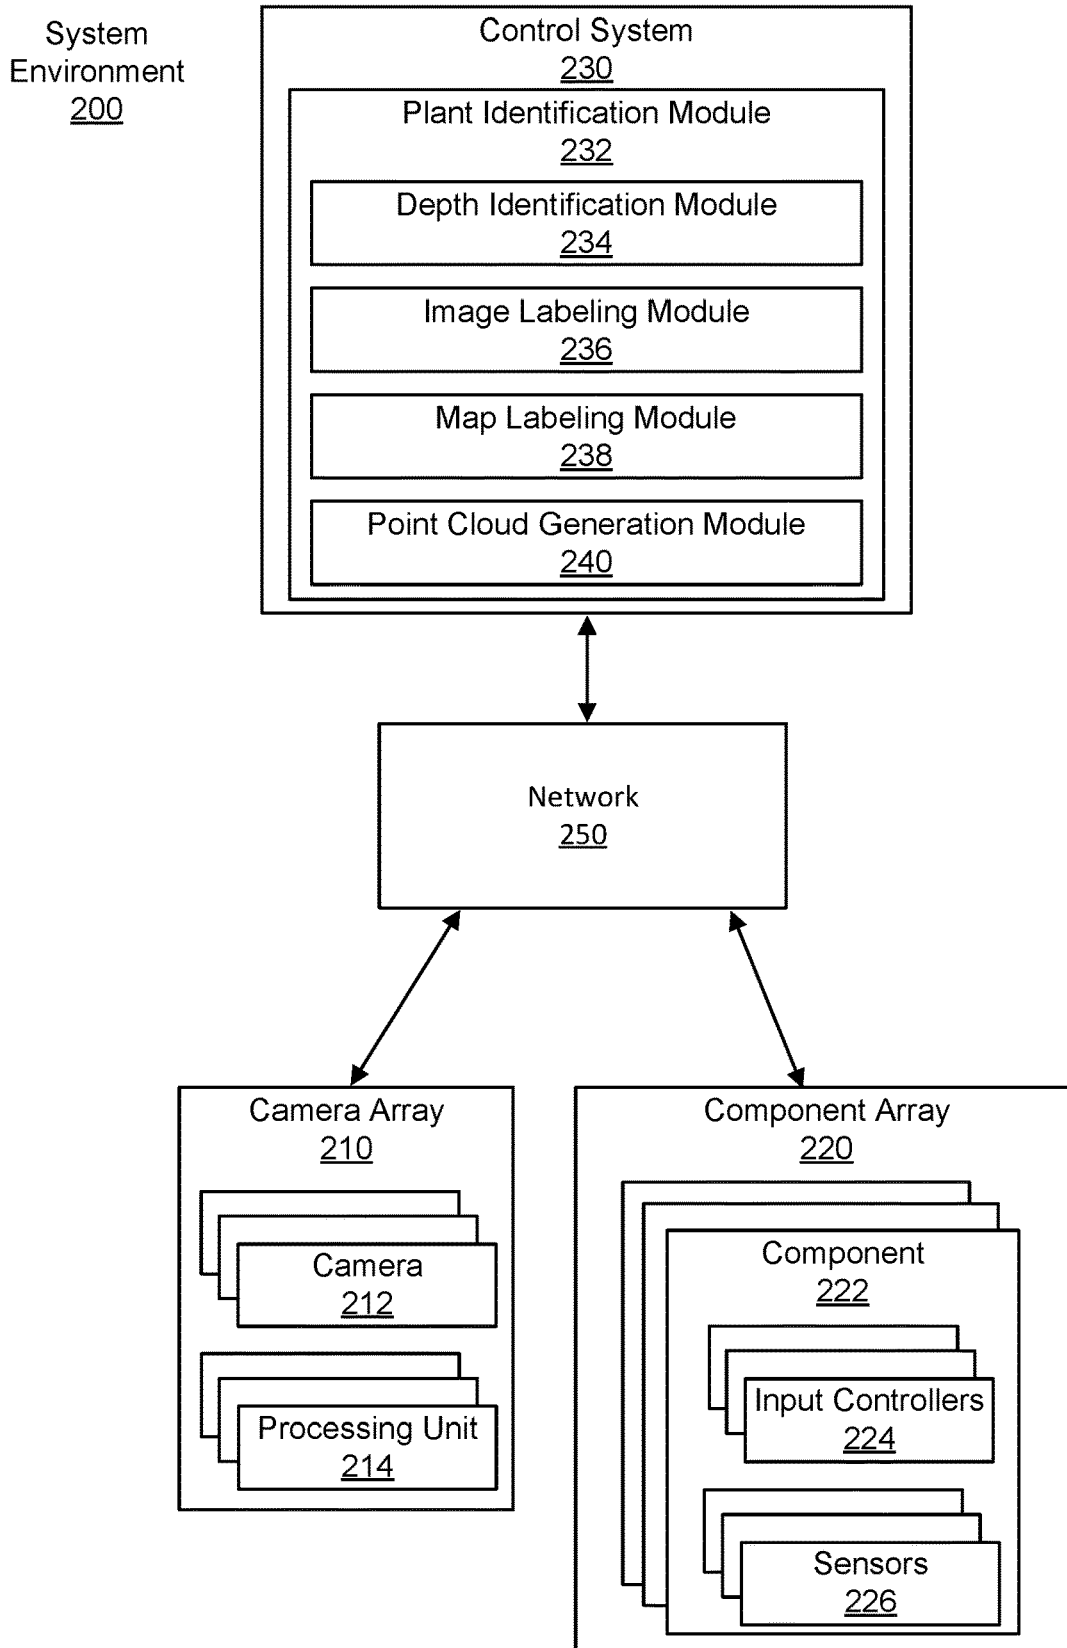 System
Environment
200
Control System
230
Plant Identification Module
232
Depth Identification Module
234
Image Labeling Module
236
Map Labeling Module
238
Point Cloud Generation Module
240
Network
250
Camera Array
210
Camera
212
Processing Unit
214
Component Array
220
Component
222
Input Controllers
224
Sensors
226